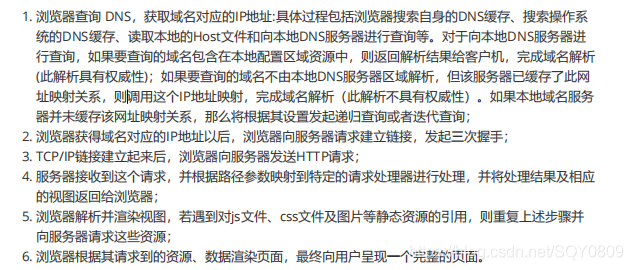 1. 浏览器查询 DNS，获取域名对应的IP地址:具体过程包括浏览器搜索自身的DNS缓存、搜索操作系
统的DNS缓存、读取本地的Host文件和向本地DNS服务器进行查询等。对于向本地DNS服务器进
行查询，如果要查询的域名包含在本地配置区域资源中，则返回解析结果给客户机，完成域名解析
(此解析具有权威性)；如果要查询的域名不由本地DNS服务器区域解析，但该服务器已缓存了此网
址映射关系，则调用这个IP地址映射，完成域名解析（此解析不具有权威性）。如果本地域名服务
器并未缓存该网址映射关系，那么将根据其设置发起递归查询或者迭代查询；
2. 浏览器获得域名对应的IP地址以后，浏览器向服务器请求建立链接，发起三次握手；
3. TCP/IP链接建立起来后，浏览器向服务器发送HTTP请求；
4. 服务器接收到这个请求，并根据路径参数映射到特定的请求处理器进行处理，并将处理结果及相应
的视图返回给浏览器；
5. 浏览器解析并渲染视图，若遇到对js文件、css文件及图片等静态资源的引用，则重复上述步骤并
向服务器请求这些资源；
6. 浏览器根据其请求到的资源、数据渲染页面，最终向用户呈现一个完整的页面。
https://blog.csdn.net/SQY0809